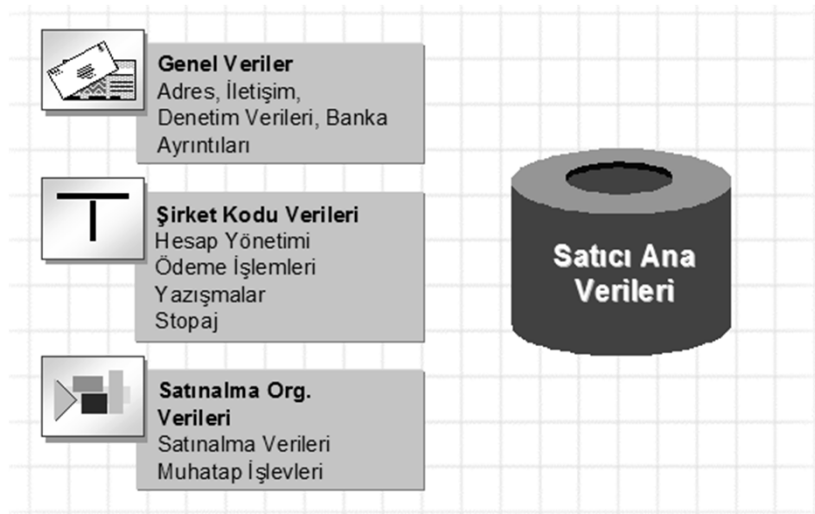 Genel Veriler
Adres, İletişim,
Denetim Verileri, Banka
Ayrıntıları
Şirket Kodu Verileri
Hesap Yönetimi
Ödeme İşlemleri
Yazışmalar
Stopaj
Satınalma Org.
Verileri
Satınalma Verileri
Muhatap İşlevleri
Satıcı Ana
Verileri